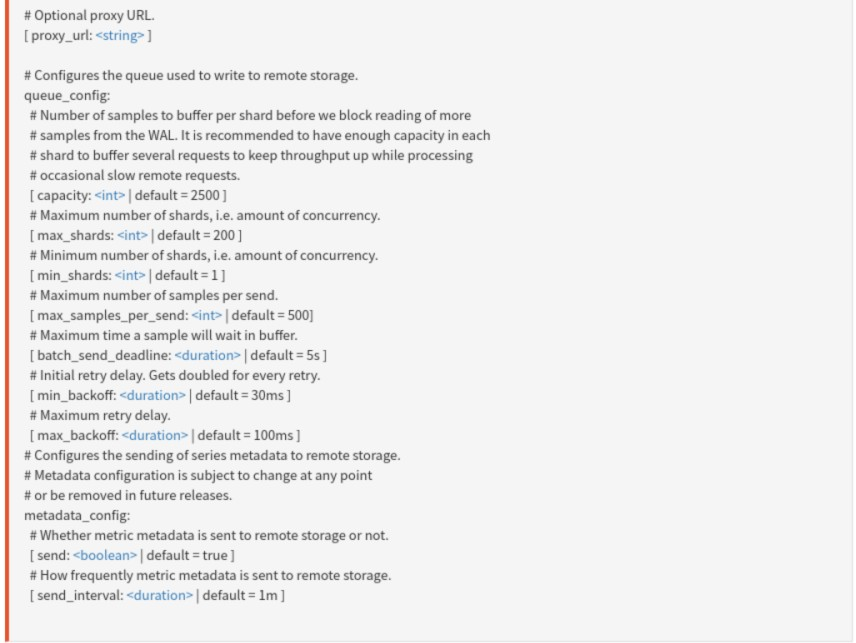 # Optional proxy URL.
[ proxy_url: <string> ]
# Configures the queue used to write to remote storage.
queue_config:
# Number of samples to buffer per shard before we block reading of more
# samples from the WAL. It is recommended to have enough capacity in each
# shard to buffer several requests to keep throughput up while processing
# occasional slow remote requests.
[ capacity: <int> | default = 2500 ]
# Maximum number of shards, i.e. amount of concurrency.
[ max_shards: <int> | default = 200 ]
# Minimum number of shards, i.e. amount of concurrency.
[ min_shards: <int> | default = 1 ]
# Maximum number of samples per send.
[ max_samples_per_send: <int> | default = 500]
# Maximum time a sample will wait in buffer.
[ batch_send_deadline: <duration> | default = 5s ]
# Initial retry delay. Gets doubled for every retry.
[ min_backoff: <duration> | default = 30ms ]
# Maximum retry delay.
[ max_backoff: <duration> | default = 100ms ]
# Configures the sending of series metadata to remote storage.
# Metadata configuration is subject to change at any point
# or be removed in future releases.
metadata_config:
# Whether metric metadata is sent to remote storage or not.
[ send: <boolean> | default = true ]
# How frequently metric metadata is sent to remote storage.
[ send_interval: <duration> | default = 1m ]